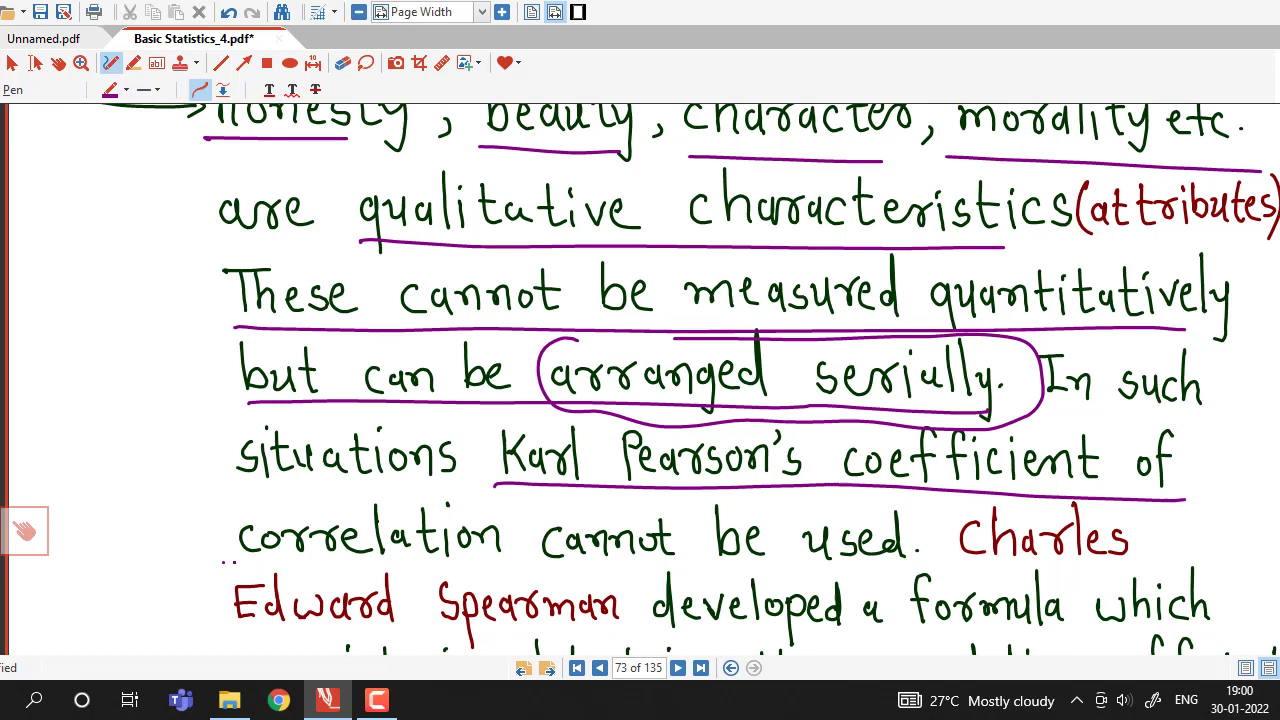 Page Width
Unnamed.pdf
Basic Statistics_4.pdf*
Pen
honesty, beauty, character, morality etc.
are qualitative characteristics (attributes)
These cannot be measured quantitatively
but can be arranged serially. In such
situations Karl Pearson's coefficient of
correlation cannot be used. Charles
Edward Spearman developed a formula which
fied
73 of 135
27°C Mostly cloudy
ENG
19:00
30-01-2022